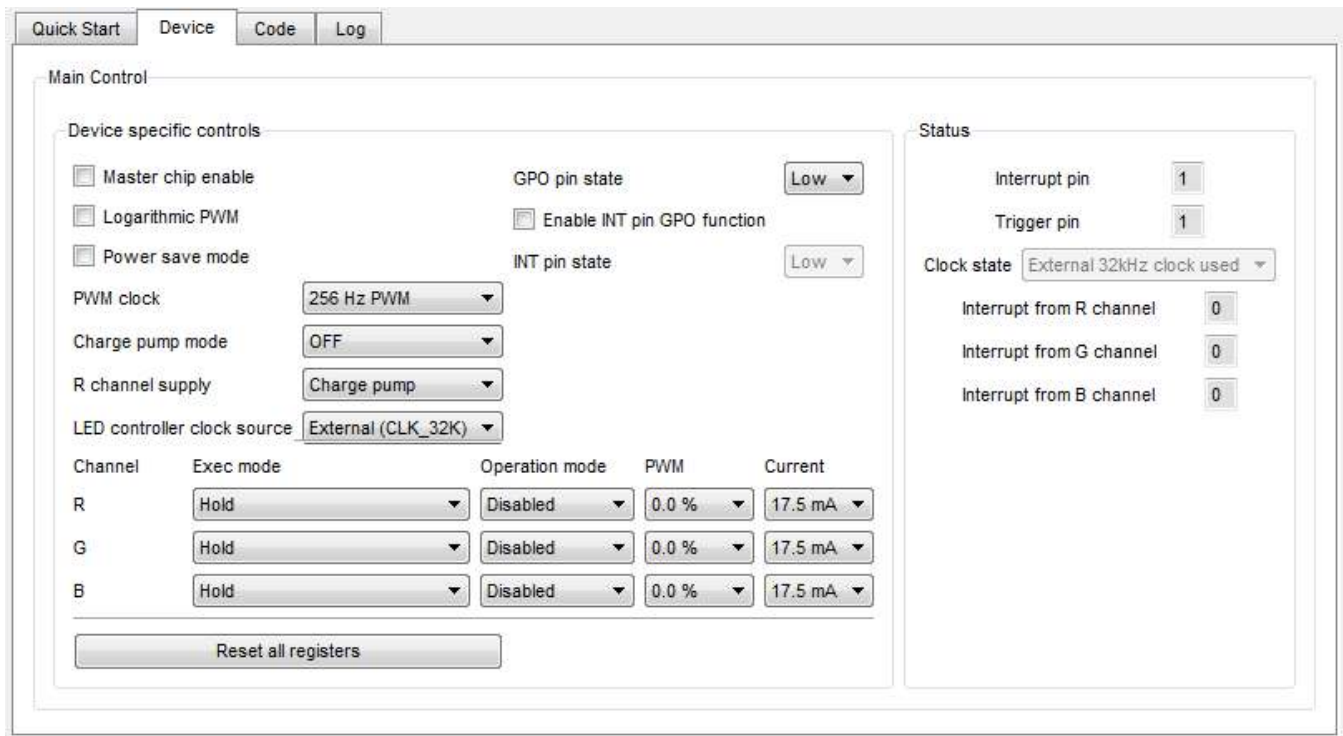 Quick Start Device Code Log
Main Control
Device specific controls
Master chip enable
Logarithmic PWM
Power save mode
GPO pin state Low
Enable INT pin GPO function
INT pin state Low
PWM clock 256 Hz PWM
Charge pump mode OFF
R channel supply Charge pump
LED controller clock source External (CLK_32K)
Channel Exec mode Operation mode PWM Current
R Hold Disabled 0.0 % 17.5 mA
G Hold Disabled 0.0 % 17.5 mA
B Hold Disabled 0.0 % 17.5 mA
Reset all registers
Status
Interrupt pin 1
Trigger pin 1
Clock state External 32kHz clock used
Interrupt from R channel 0
Interrupt from G channel 0
Interrupt from B channel 0